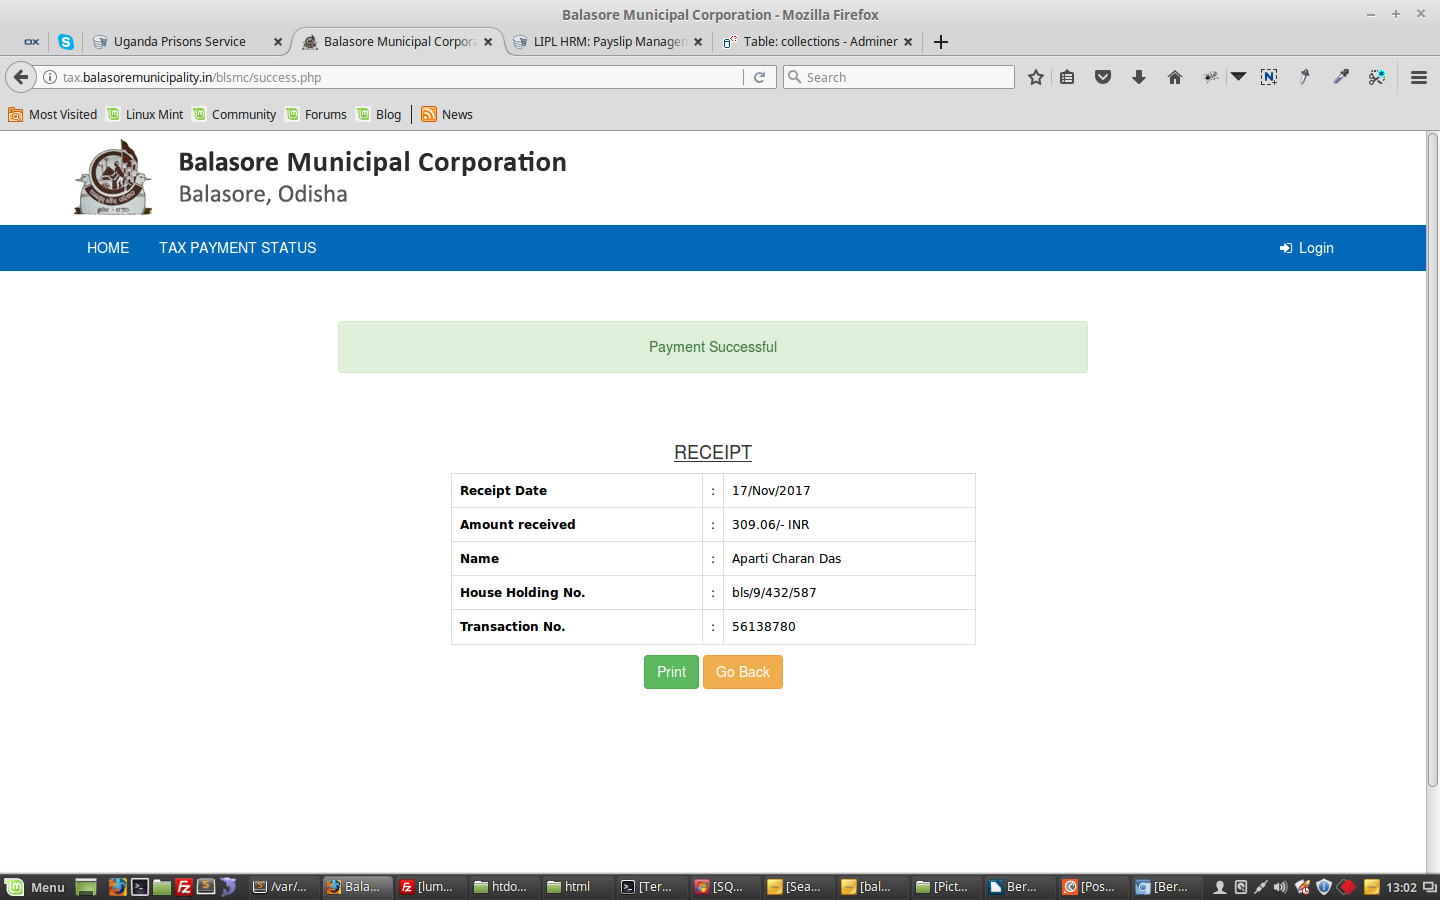 Balasore Municipal Corporation - Mozilla Firefox
Uganda Prisons Service
Balasore Municipal Corpora
LIPL HRM: Payslip Managem
Table: collections - Adminer
tax.balasoremunicipality.in/blsmc/success.php
Search
Most Visited
Linux Mint
Community
Forums
Blog
News
Balasore Municipal Corporation
Balasore, Odisha
HOME
TAX PAYMENT STATUS
Login
Payment Successful
RECEIPT
Receipt Date : 17/Nov/2017
Amount received : 309.06/- INR
Name : Aparti Charan Das
House Holding No. : bls/9/432/587
Transaction No. : 56138780
Print
Go Back
Menu
/var/...
Bala...
[lum...
htdo...
html
[Ter...
[SQ...
[Sea...
[bal...
[Pict...
Ber...
[Pos...
[Ber...
13:02